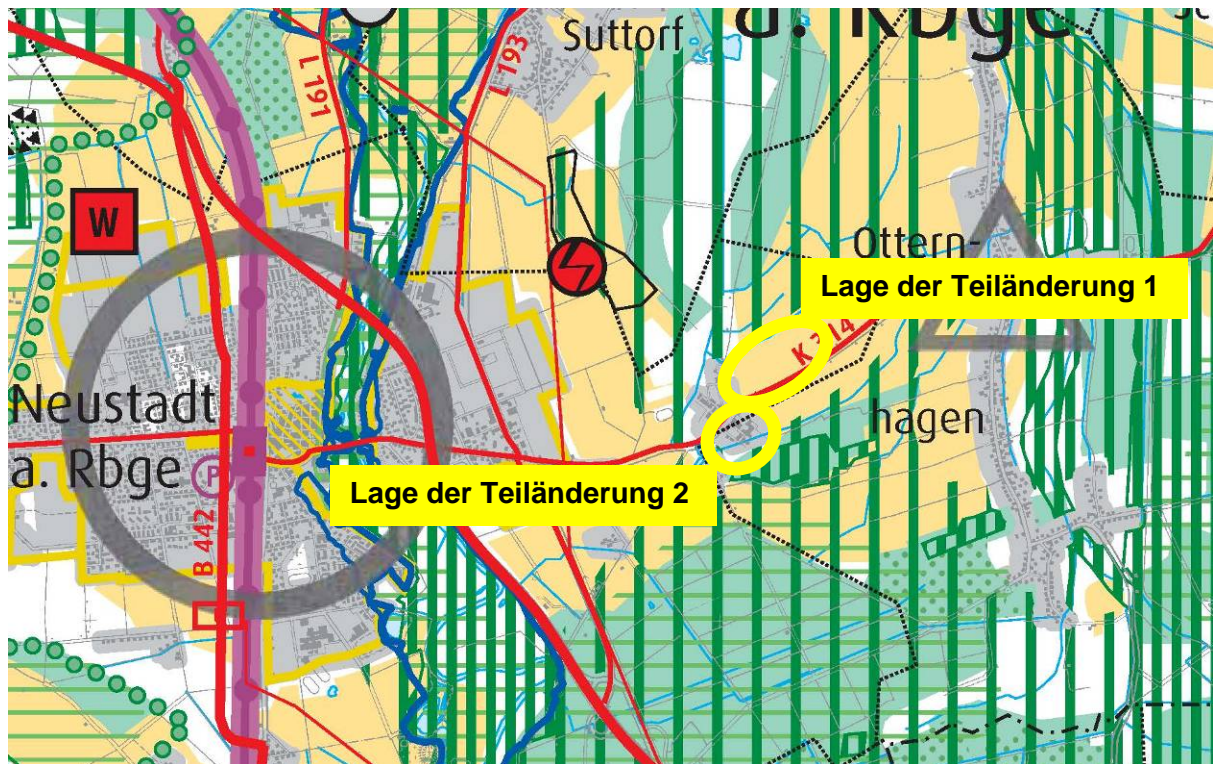 a. Rbge
Suttorf
L 191
L 193
W
Ottern-
Lage der Teiländerung 1
Neustadt
hagen
a. Rbge
P
Lage der Teiländerung 2
B 442